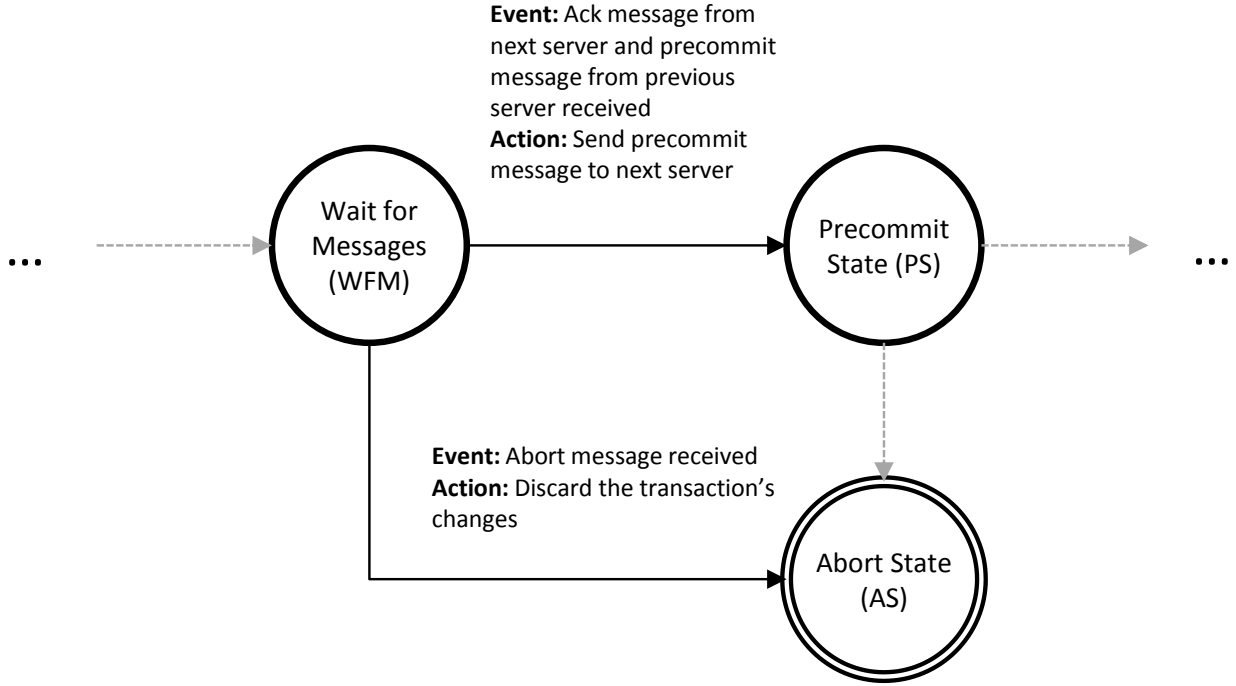 Event: Ack message from
next server and precommit
message from previous
server received
Action: Send precommit
message to next server
Wait for
Messages
(WFM)
Precommit
State (PS)
...
...
Event: Abort message received
Action: Discard the transaction’s
changes
Abort State
(AS)